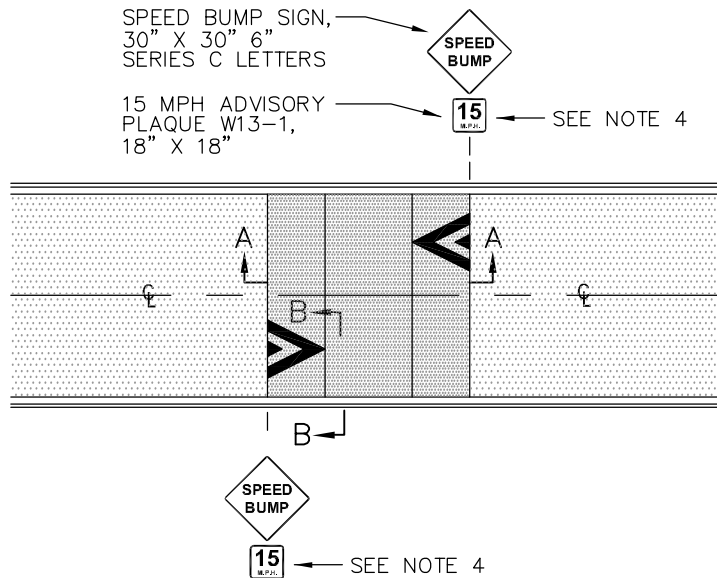 SPEED BUMP SIGN,
30" X 30" 6"
SERIES C LETTERS
SPEED
BUMP
15 MPH ADVISORY
PLAQUE W13-1,
18" X 18"
15
M.P.H.
SEE NOTE 4
A
A
℄
℄
B
B
SPEED
BUMP
15
M.P.H.
SEE NOTE 4